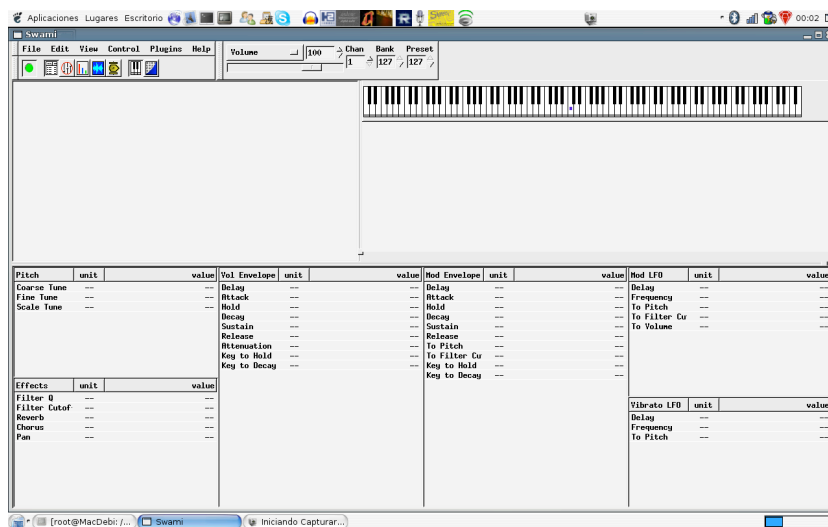 Aplicaciones Lugares Escritorio 00:02
Swami
File Edit View Control Plugins Help
Volume 100 Chan Bank Preset
1 127 127
Pitch unit value
Coarse Tune -- --
Fine Tune -- --
Scale Tune -- --
Vol Envelope unit value
Delay -- --
Attack -- --
Hold -- --
Decay -- --
Sustain -- --
Release -- --
Attenuation -- --
Key to Hold -- --
Key to Decay -- --
Mod Envelope unit value
Delay -- --
Attack -- --
Hold -- --
Decay -- --
Sustain -- --
Release -- --
To Pitch -- --
To Filter Cu -- --
Key to Hold -- --
Key to Decay -- --
Mod LFO unit value
Delay -- --
Frequency -- --
To Pitch -- --
To Filter Cu -- --
To Volume -- --
Effects unit value
Filter Q -- --
Filter Cutof -- --
Reverb -- --
Chorus -- --
Pan -- --
Vibrato LFO unit value
Delay -- --
Frequency -- --
To Pitch -- --
[root@MacDebi: /... Swami Iniciando Capturar...